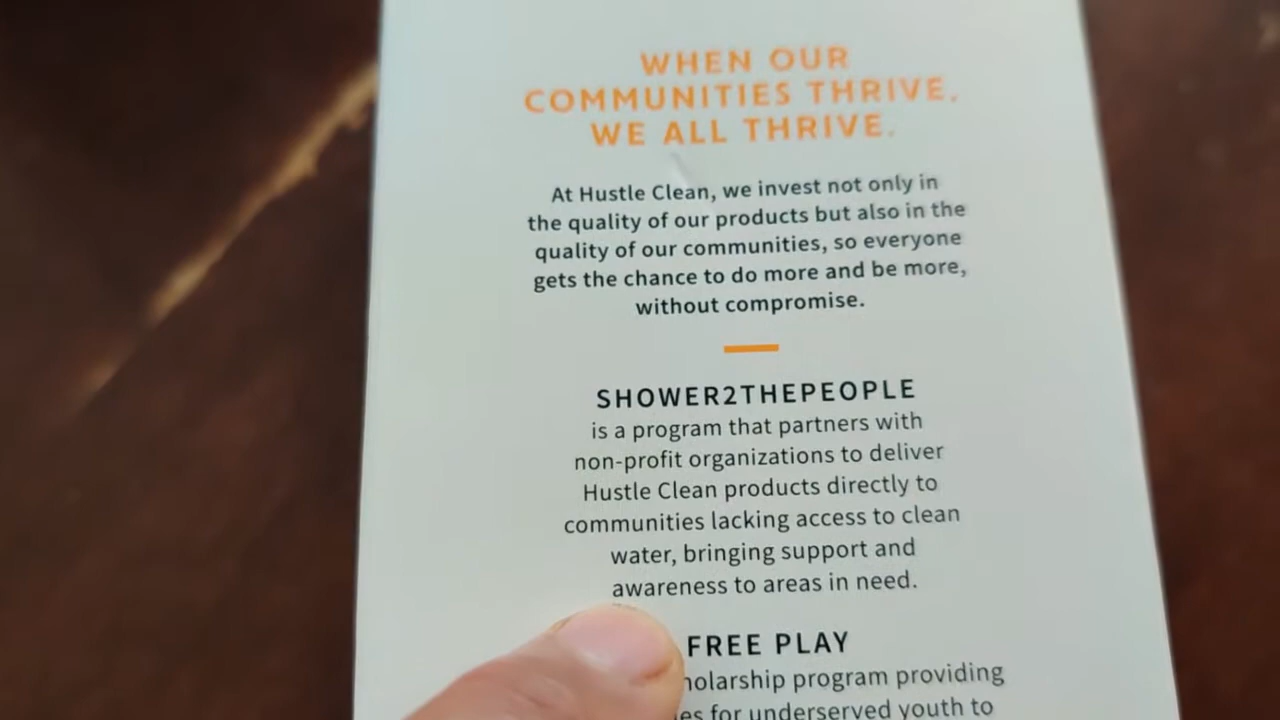 WHEN OUR
COMMUNITIES THRIVE,
WE ALL THRIVE.
At Hustle Clean, we invest not only in
the quality of our products but also in the
quality of our communities, so everyone
gets the chance to do more and be more,
without compromise.
SHOWER2THEPEOPLE
is a program that partners with
non-profit organizations to deliver
Hustle Clean products directly to
communities lacking access to clean
water, bringing support and
awareness to areas in need.
FREE PLAY
program providing
for underserved youth to